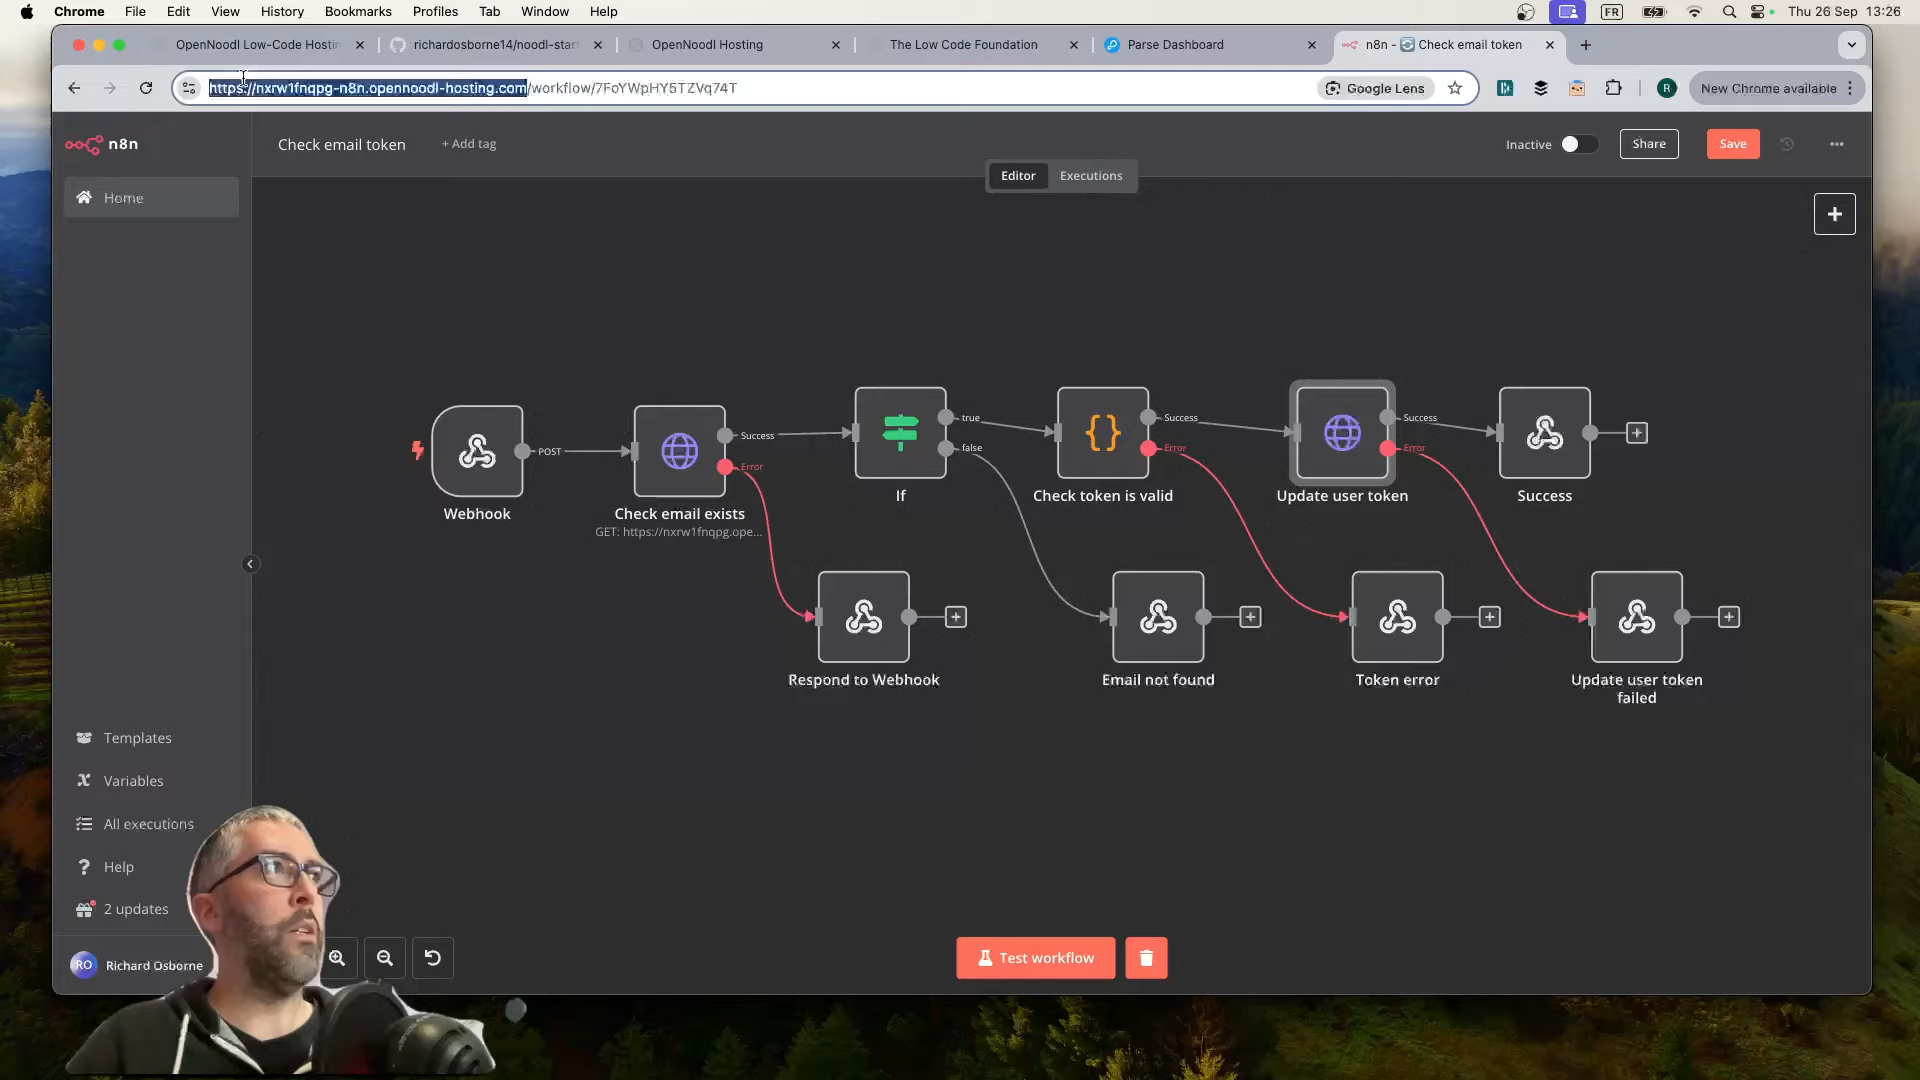 Chrome File Edit View History Bookmarks Profiles Tab Window Help
FR
Thu 26 Sep 13:26
OpenNoodl Low-Code Hostin
richardosborne14/noodl-star
OpenNoodl Hosting
The Low Code Foundation
Parse Dashboard
n8n - Check email token
https://nxrw1fnqpg-n8n.opennoodl-hosting.com/workflow/7FoYWpHY5TZVq74T
Google Lens
R
New Chrome available
n8n
Check email token
+ Add tag
Inactive
Share
Save
Editor
Executions
Home
POST
Webhook
Success
Error
Check email exists
GET: https://nxrw1fnqpg.ope...
true
false
If
Success
Error
Check token is valid
Success
Error
Update user token
Success
Respond to Webhook
Email not found
Token error
Update user token
failed
Templates
Variables
All executions
Help
2 updates
RO
Richard Osborne
Test workflow